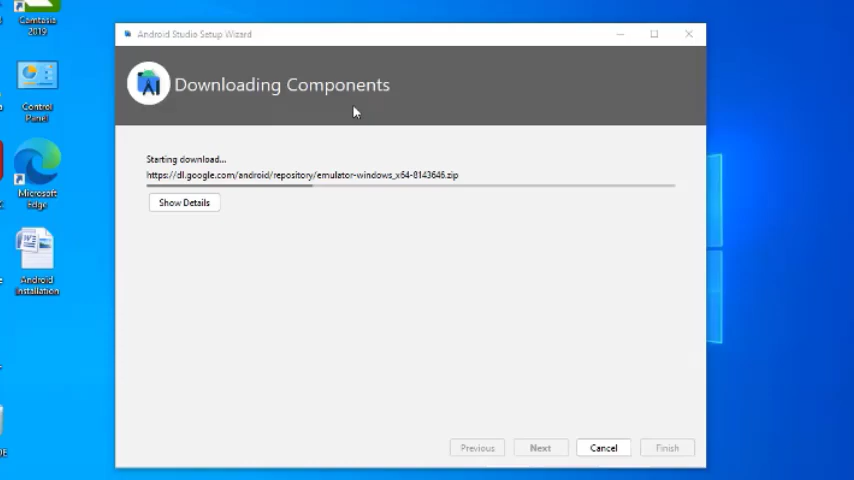 Camtasia
2019
Control
Panel
Microsoft
Edge
Android
Installation
Android Studio Setup Wizard
Downloading Components
Starting download...
https://dl.google.com/android/repository/emulator-windows_x64-8143646.zip
Show Details
Previous
Next
Cancel
Finish